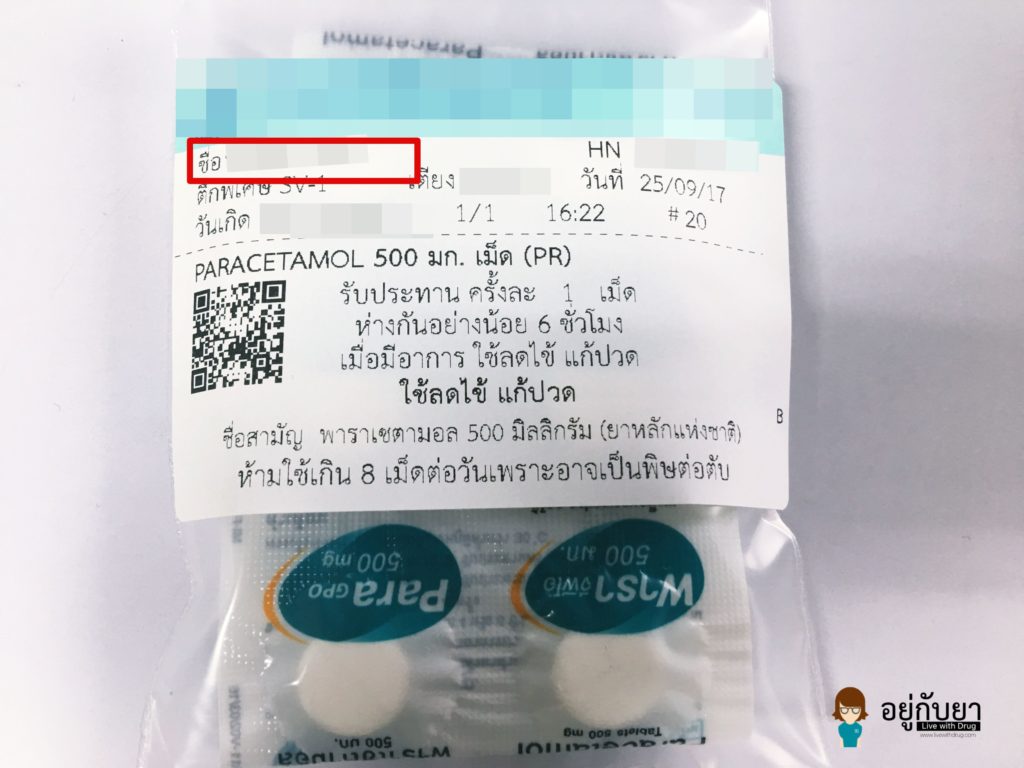 Paracetamol
ชื่อ HN
ตึกพิเศษ SV-1 เตียง วันที่ 25/09/17
วันเกิด 1/1 16:22 # 20
PARACETAMOL 500 มก. เม็ด (PR)
รับประทาน ครั้งละ 1 เม็ด
ห่างกันอย่างน้อย 6 ชั่วโมง
เมื่อมีอาการ ใช้ลดไข้ แก้ปวด
ใช้ลดไข้ แก้ปวด
B
ชื่อสามัญ พาราเซตามอล 500 มิลลิกรัม (ยาหลักแห่งชาติ)
ห้ามใช้เกิน 8 เม็ดต่อวันเพราะอาจเป็นพิษต่อตับ
Para GPO 500 mg
พารา จีพีโอ 500 มก.
500 มก.
Paracetamol
Tablets 500 mg
อยู่กับยา
Live with Drug
www.livewithdrug.com